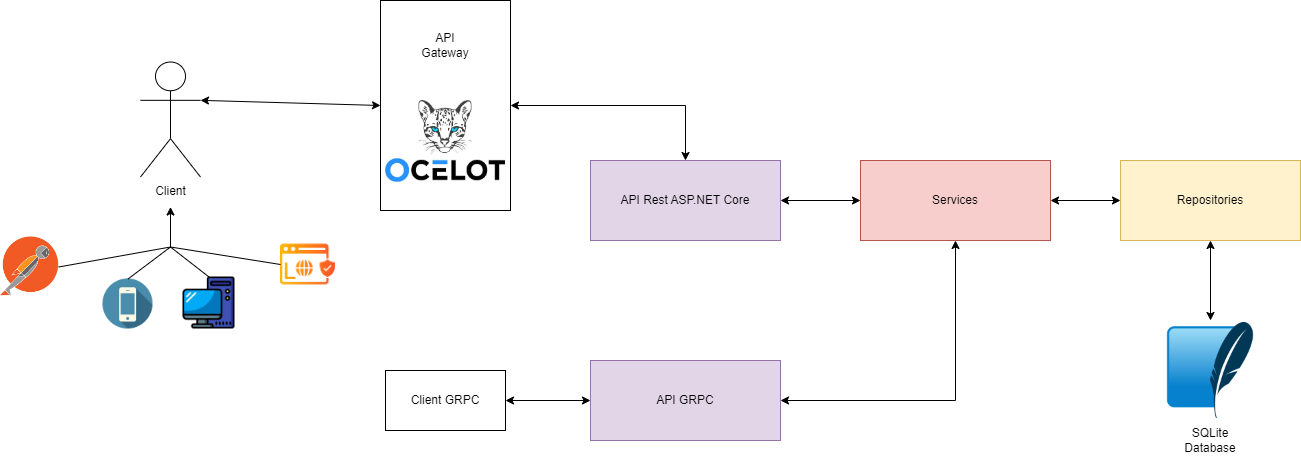 API
Gateway
OCELOT
Client
API Rest ASP.NET Core
Services
Repositories
Client GRPC
API GRPC
SQLite
Database